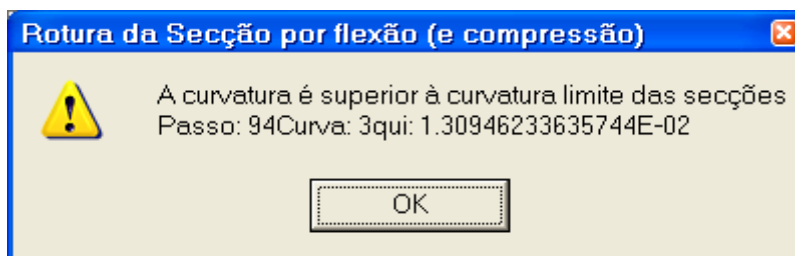 Rotura da Secção por flexão (e compressão)
A curvatura é superior à curvatura limite das secções
Passo: 94Curva: 3qui: 1.30946233635744E-02
OK